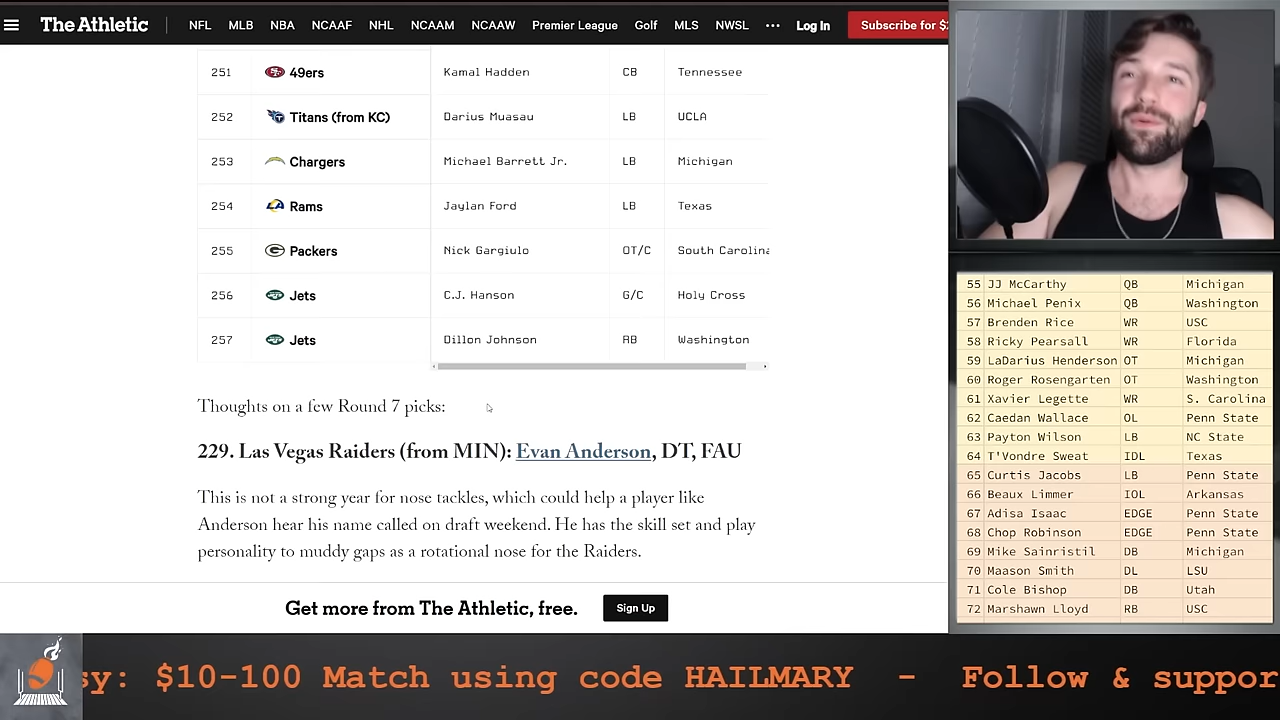 The Athletic NFL MLB NBA NCAAF NHL NCAAM NCAAW Premier League Golf MLS NWSL ••• Log In Subscribe for $
251 49ers Kamal Hadden CB Tennessee
252 Titans (from KC) Darius Muasau LB UCLA
253 Chargers Michael Barrett Jr. LB Michigan
254 Rams Jaylan Ford LB Texas
255 Packers Nick Gargiulo OT/C South Carolina
256 Jets C.J. Hanson G/C Holy Cross
257 Jets Dillon Johnson RB Washington
Thoughts on a few Round 7 picks:
229. Las Vegas Raiders (from MIN): Evan Anderson, DT, FAU
This is not a strong year for nose tackles, which could help a player like
Anderson hear his name called on draft weekend. He has the skill set and play
personality to muddy gaps as a rotational nose for the Raiders.
Get more from The Athletic, free. Sign Up
55 JJ McCarthy QB Michigan
56 Michael Penix QB Washington
57 Brenden Rice WR USC
58 Ricky Pearsall WR Florida
59 LaDarius Henderson OT Michigan
60 Roger Rosengarten OT Washington
61 Xavier Legette WR S. Carolina
62 Caedan Wallace OL Penn State
63 Payton Wilson LB NC State
64 T'Vondre Sweat IDL Texas
65 Curtis Jacobs LB Penn State
66 Beaux Limmer IOL Arkansas
67 Adisa Isaac EDGE Penn State
68 Chop Robinson EDGE Penn State
69 Mike Sainristil DB Michigan
70 Maason Smith DL LSU
71 Cole Bishop DB Utah
72 Marshawn Lloyd RB USC
sy: $10-100 Match using code HAILMARY - Follow & suppor